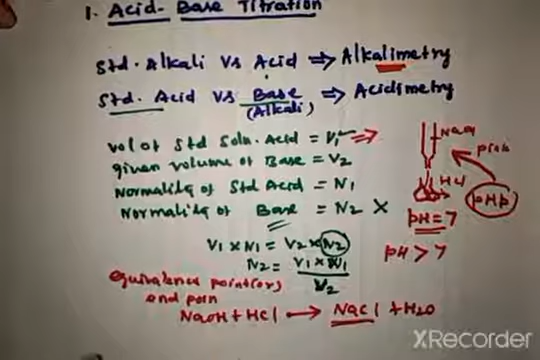 1. Acid-Base Titration
Std. Alkali Vs Acid ⇒ Alkalimetry
Std. Acid vs Base ⇒ Acidimetry
(Alkali)
vol of Std Soln. Acid = V₁ ⇒
given volume of Base = V₂
Normality of Std Acid = N₁
Normality of Base = N₂ ×
V₁ × N₁ = V₂ × N₂
N₂ = V₁ × N₁
V₂
equivalence point (or)
end poin
NaOH + HCl → NaCl + H₂O
NaOH
pink
HCl
PHP
pH = 7
pH > 7
XRecorder